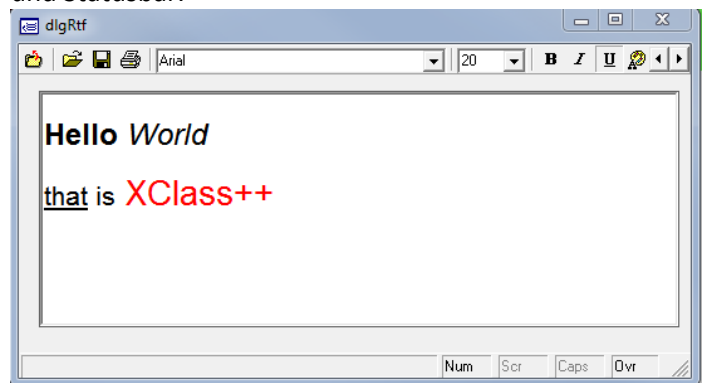 und Statusbar.
dlgRtf
Arial 20 B I U
Hello World
that is XClass++
Num Scr Caps Ovr